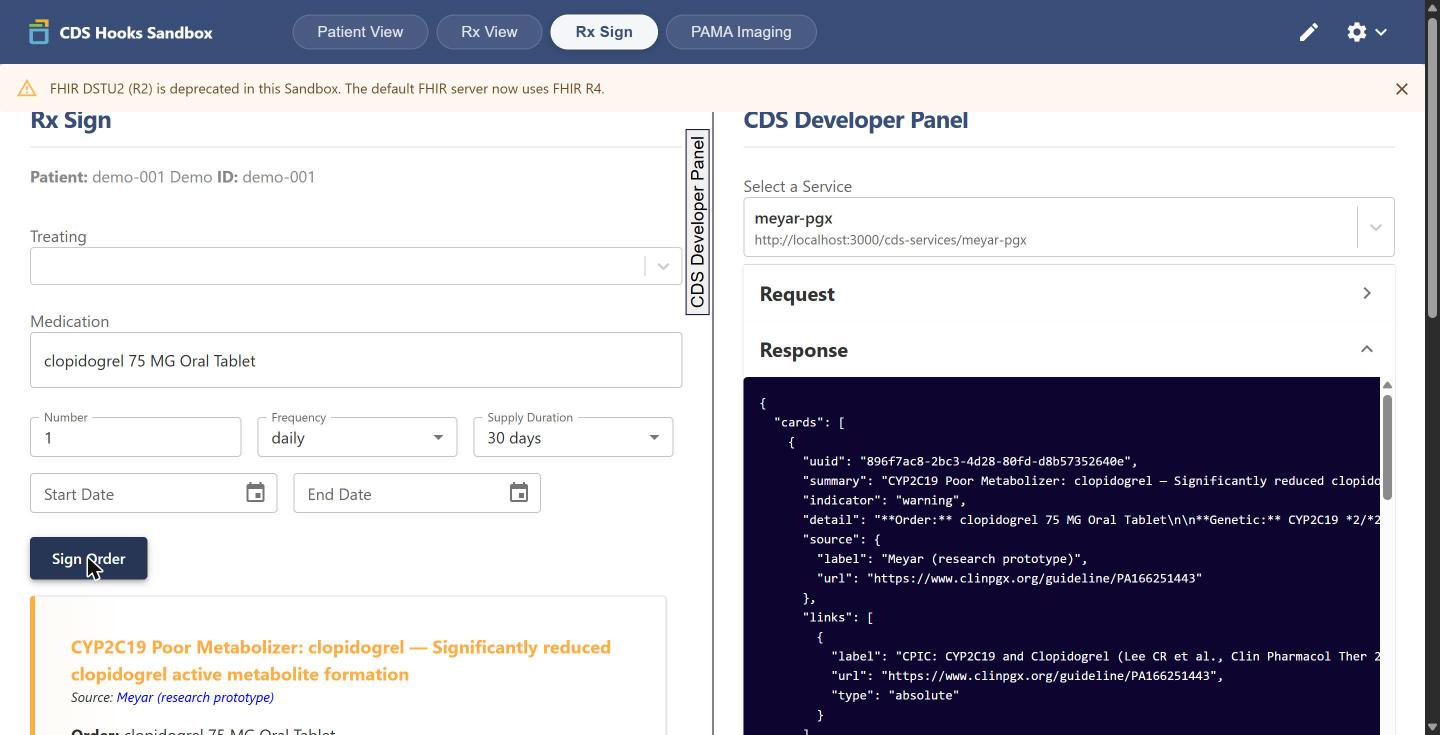 CDS Hooks Sandbox
Patient View
Rx View
Rx Sign
PAMA Imaging
FHIR DSTU2 (R2) is deprecated in this Sandbox. The default FHIR server now uses FHIR R4.
Rx Sign
Patient: demo-001 Demo ID: demo-001
Treating
Medication
clopidogrel 75 MG Oral Tablet
Number
1
Frequency
daily
Supply Duration
30 days
Start Date
End Date
Sign Order
CYP2C19 Poor Metabolizer: clopidogrel — Significantly reduced
clopidogrel active metabolite formation
Source: Meyar (research prototype)
Order: clopidogrel 75 MG Oral Tablet
CDS Developer Panel
CDS Developer Panel
Select a Service
meyar-pgx
http://localhost:3000/cds-services/meyar-pgx
Request
Response
{
"cards": [
{
"uuid": "896f7ac8-2bc3-4d28-80fd-d8b57352640e",
"summary": "CYP2C19 Poor Metabolizer: clopidogrel — Significantly reduced clopido
"indicator": "warning",
"detail": "**Order:** clopidogrel 75 MG Oral Tablet\n\n**Genetic:** CYP2C19 *2/*2
"source": {
"label": "Meyar (research prototype)",
"url": "https://www.clinpgx.org/guideline/PA166251443"
},
"links": [
{
"label": "CPIC: CYP2C19 and Clopidogrel (Lee CR et al., Clin Pharmacol Ther 2
"url": "https://www.clinpgx.org/guideline/PA166251443",
"type": "absolute"
}
]